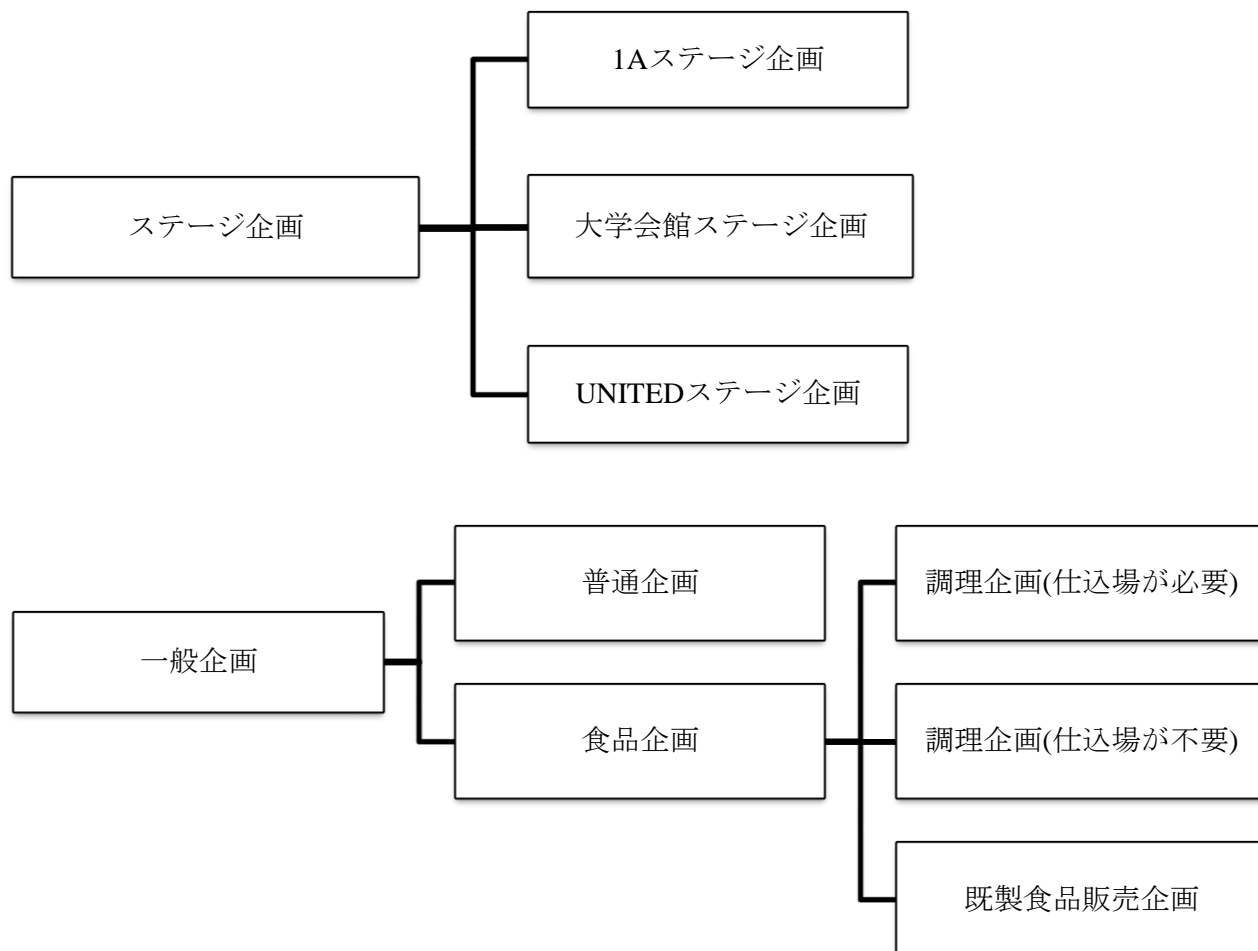 1Aステージ企画
ステージ企画
大学会館ステージ企画
UNITEDステージ企画
普通企画
調理企画(仕込場が必要)
一般企画
食品企画
調理企画(仕込場が不要)
既製食品販売企画